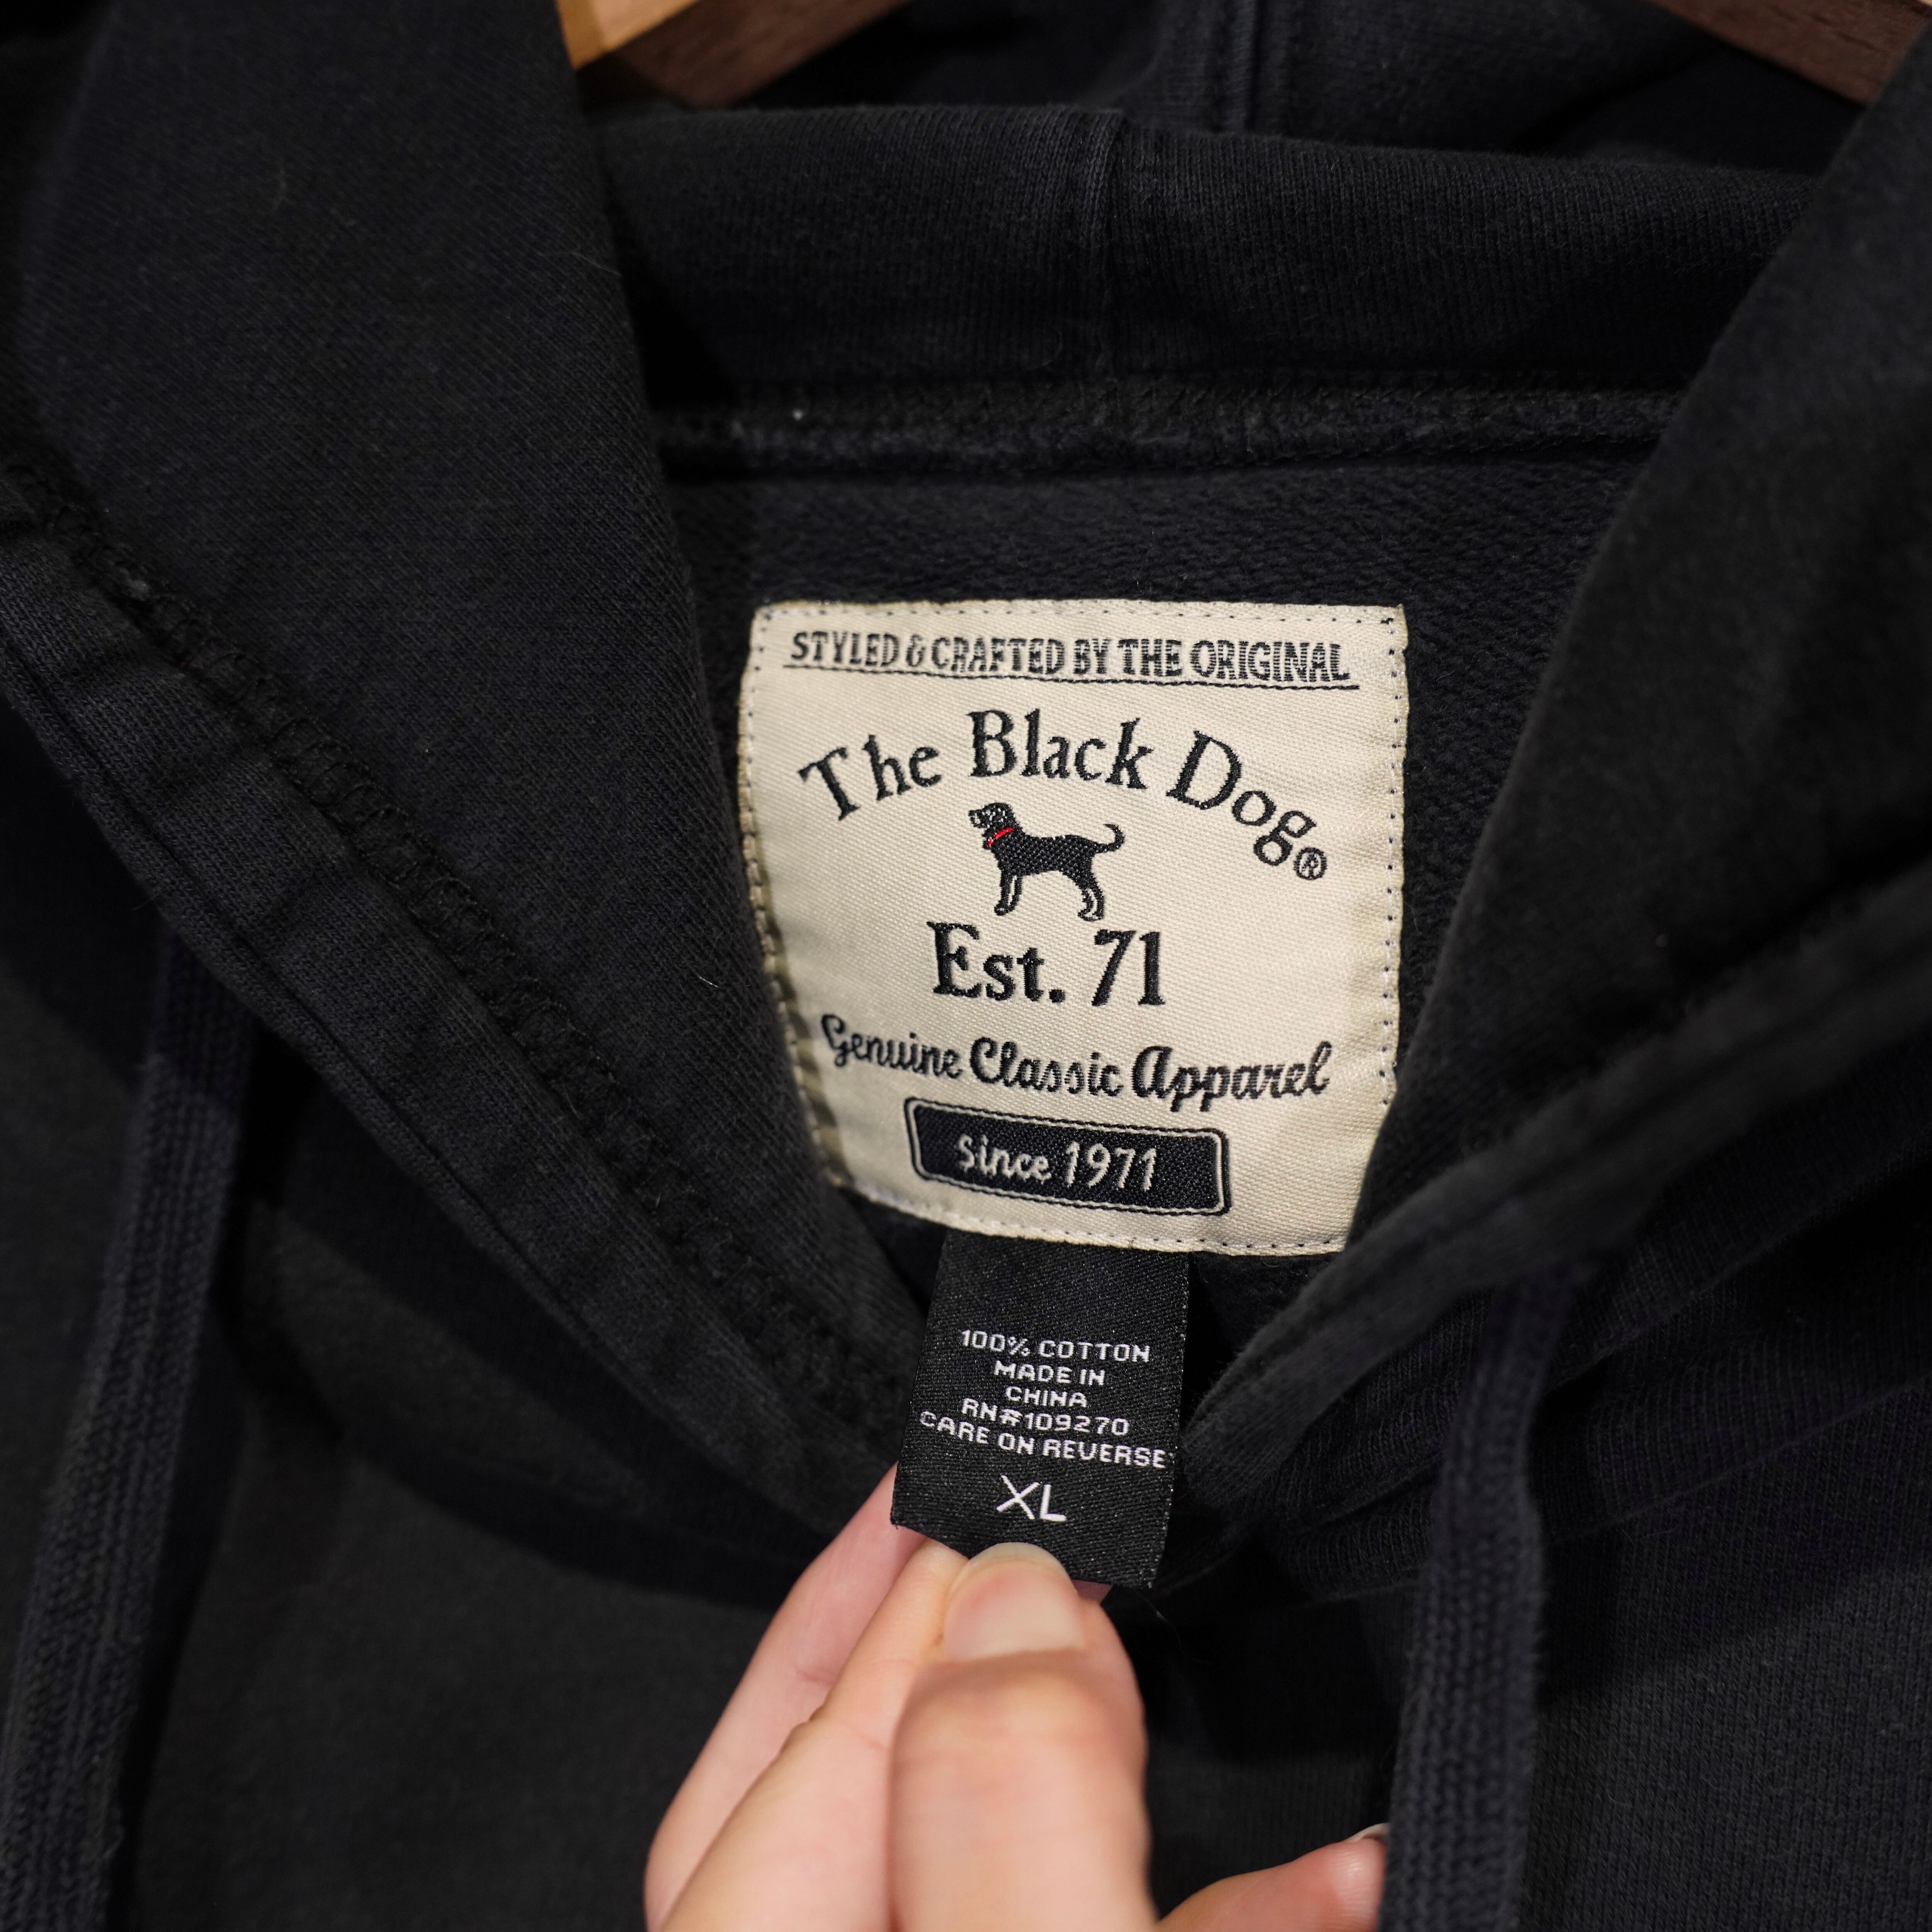 STYLED & CRAFTED BY THE ORIGINAL
The Black Dog®
Est. 71
Genuine Classic Apparel
since 1971
100% COTTON
MADE IN
CHINA
RN#109270
CARE ON REVERSE
XL